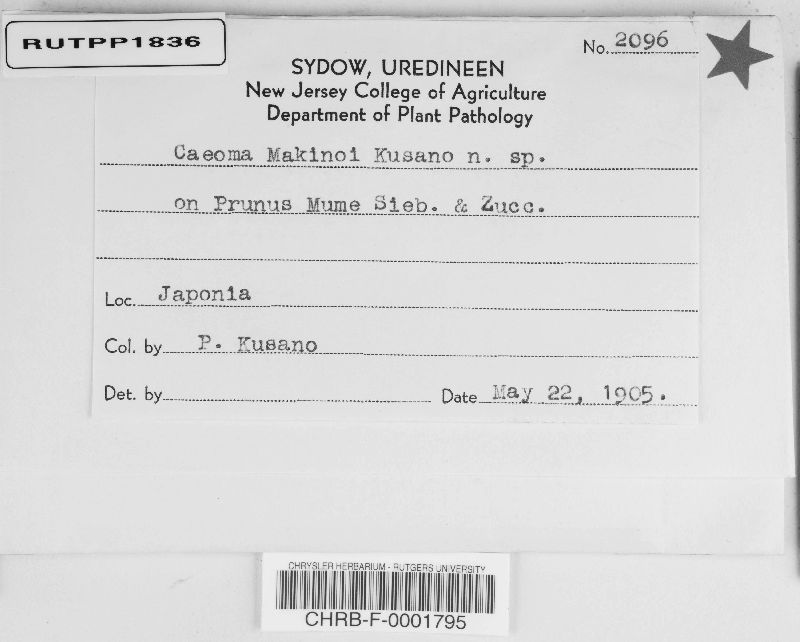 RUTPP1836
No. 2096
SYDOW, UREDINEEN
New Jersey College of Agriculture
Department of Plant Pathology
Caeoma Makinoi Kusano n. sp.
on Prunus Mume Sieb. & Zucc.
Loc. Japonia
Col. by P. Kusano
Det. by
Date May 22, 1905.
CHRYSLER HERBARIUM - RUTGERS UNIVERSITY
CHRB-F-0001795